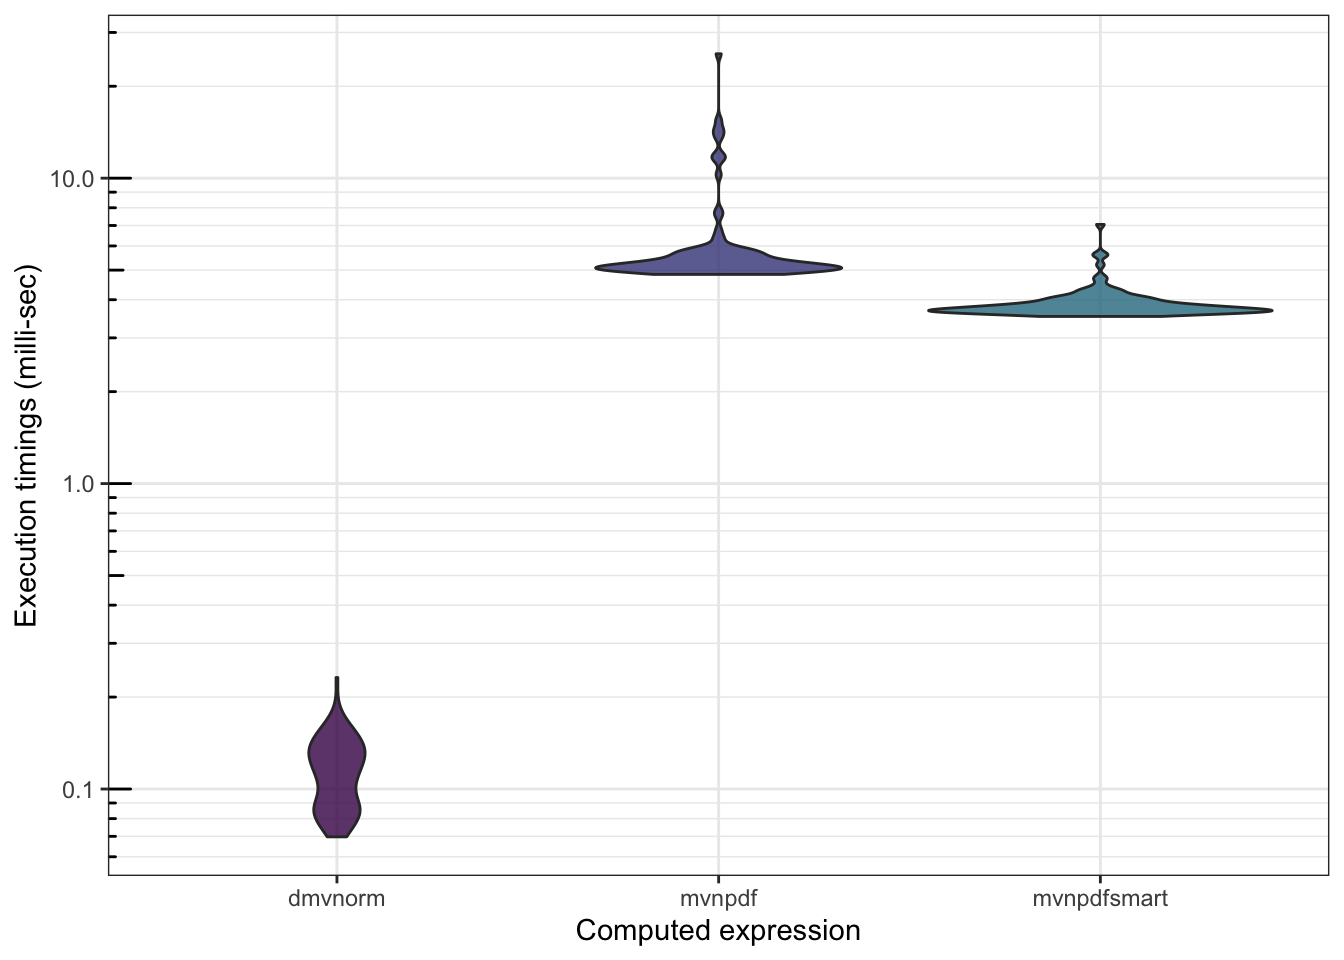 Execution timings (milli-sec)
10.0
1.0
0.1
dmvnorm
mvnpdf
mvnpdfsmart
Computed expression